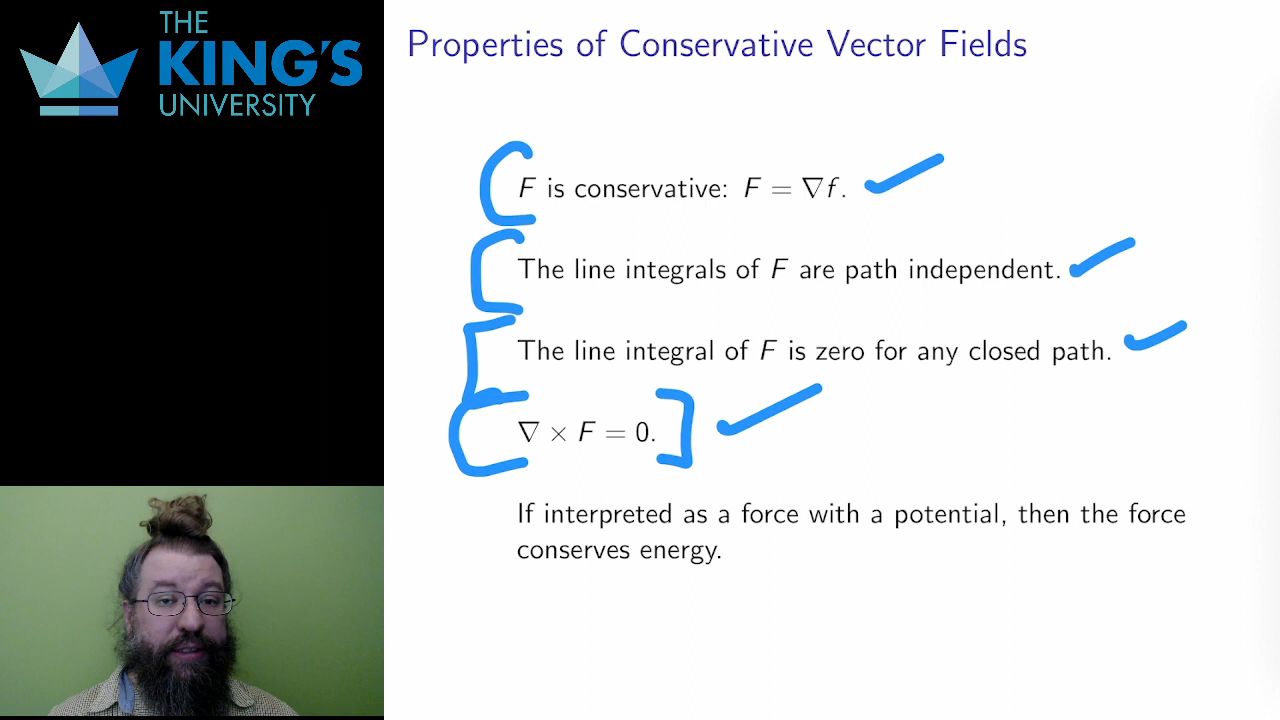 THE
KING'S
UNIVERSITY
Properties of Conservative Vector Fields
F is conservative: F = ∇f.
The line integrals of F are path independent.
The line integral of F is zero for any closed path.
∇ × F = 0.
If interpreted as a force with a potential, then the force
conserves energy.